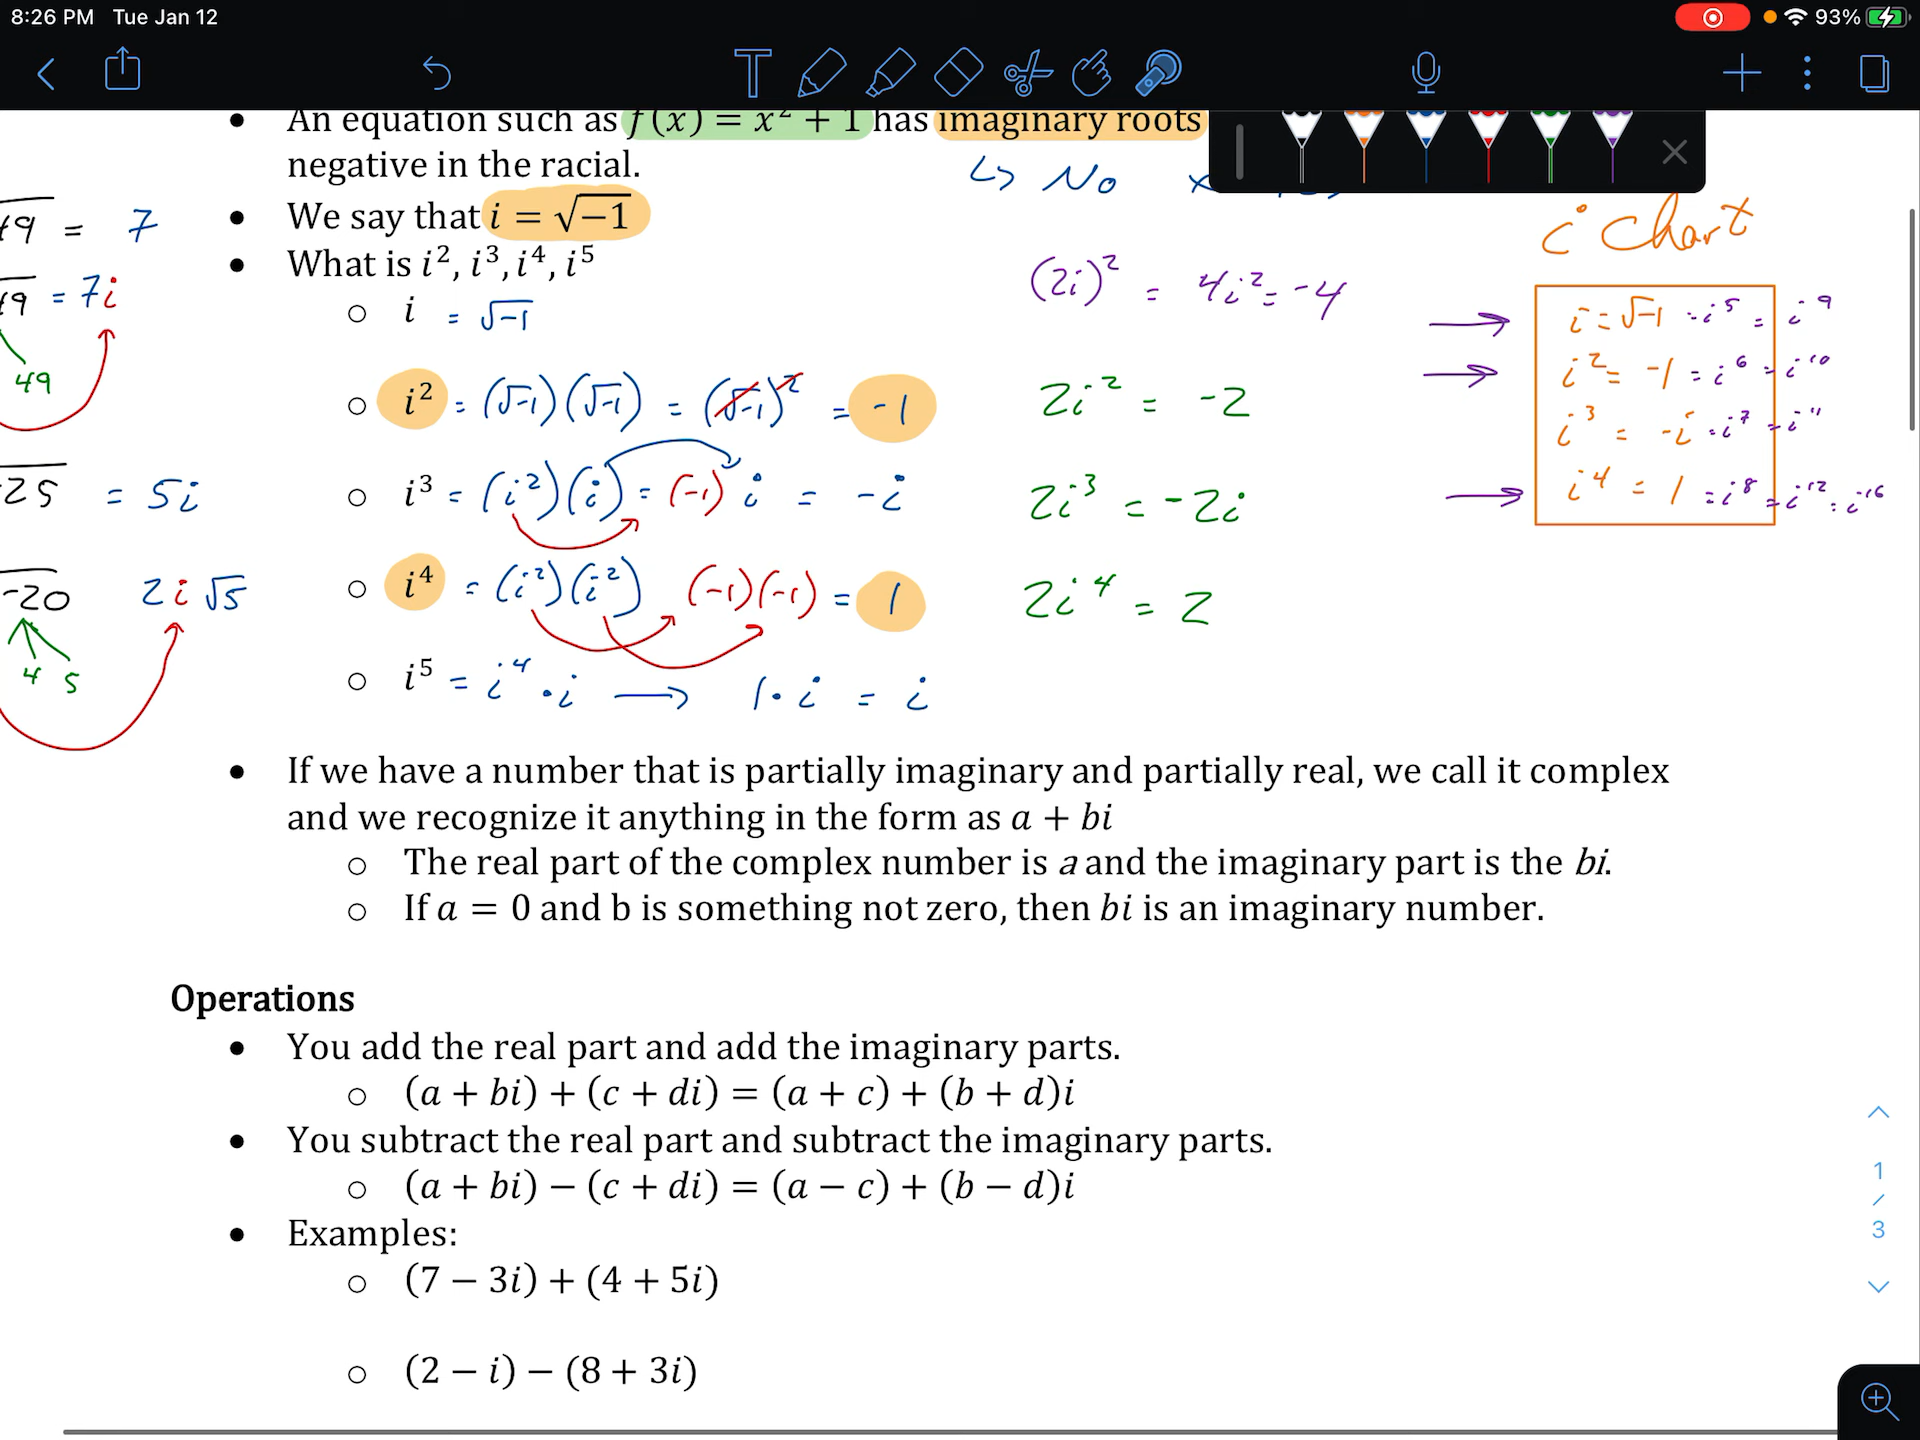 8:26 PM Tue Jan 12
93%
• An equation such as f(x) = x² + 1 has imaginary roots
negative in the racial.
↳ No
49 = 7
• We say that i = √−1
i Chart
• What is i², i³, i⁴, i⁵
49 = 7i
(2i)² = 4i² = -4
○ i = √-1
→ i = √-1 = i⁵ = i⁹
49
→ i² = -1 = i⁶ = i¹⁰
○ i² = (√-1)(√-1) = (√-1)² = -1
2i² = -2
i³ = -i = i⁷ = i¹¹
25 = 5i
○ i³ = (i²)(i) = (-1) i = -i
2i³ = -2i
→ i⁴ = 1 = i⁸ = i¹² = i¹⁶
-20 2i√5
○ i⁴ = (i²)(i²) (-1)(-1) = 1
2i⁴ = 2
4 5
○ i⁵ = i⁴ · i → 1 · i = i
• If we have a number that is partially imaginary and partially real, we call it complex
and we recognize it anything in the form as a + bi
○ The real part of the complex number is a and the imaginary part is the bi.
○ If a = 0 and b is something not zero, then bi is an imaginary number.
Operations
• You add the real part and add the imaginary parts.
○ (a + bi) + (c + di) = (a + c) + (b + d)i
• You subtract the real part and subtract the imaginary parts.
○ (a + bi) − (c + di) = (a − c) + (b − d)i
• Examples:
○ (7 − 3i) + (4 + 5i)
○ (2 − i) − (8 + 3i)
1
/
3